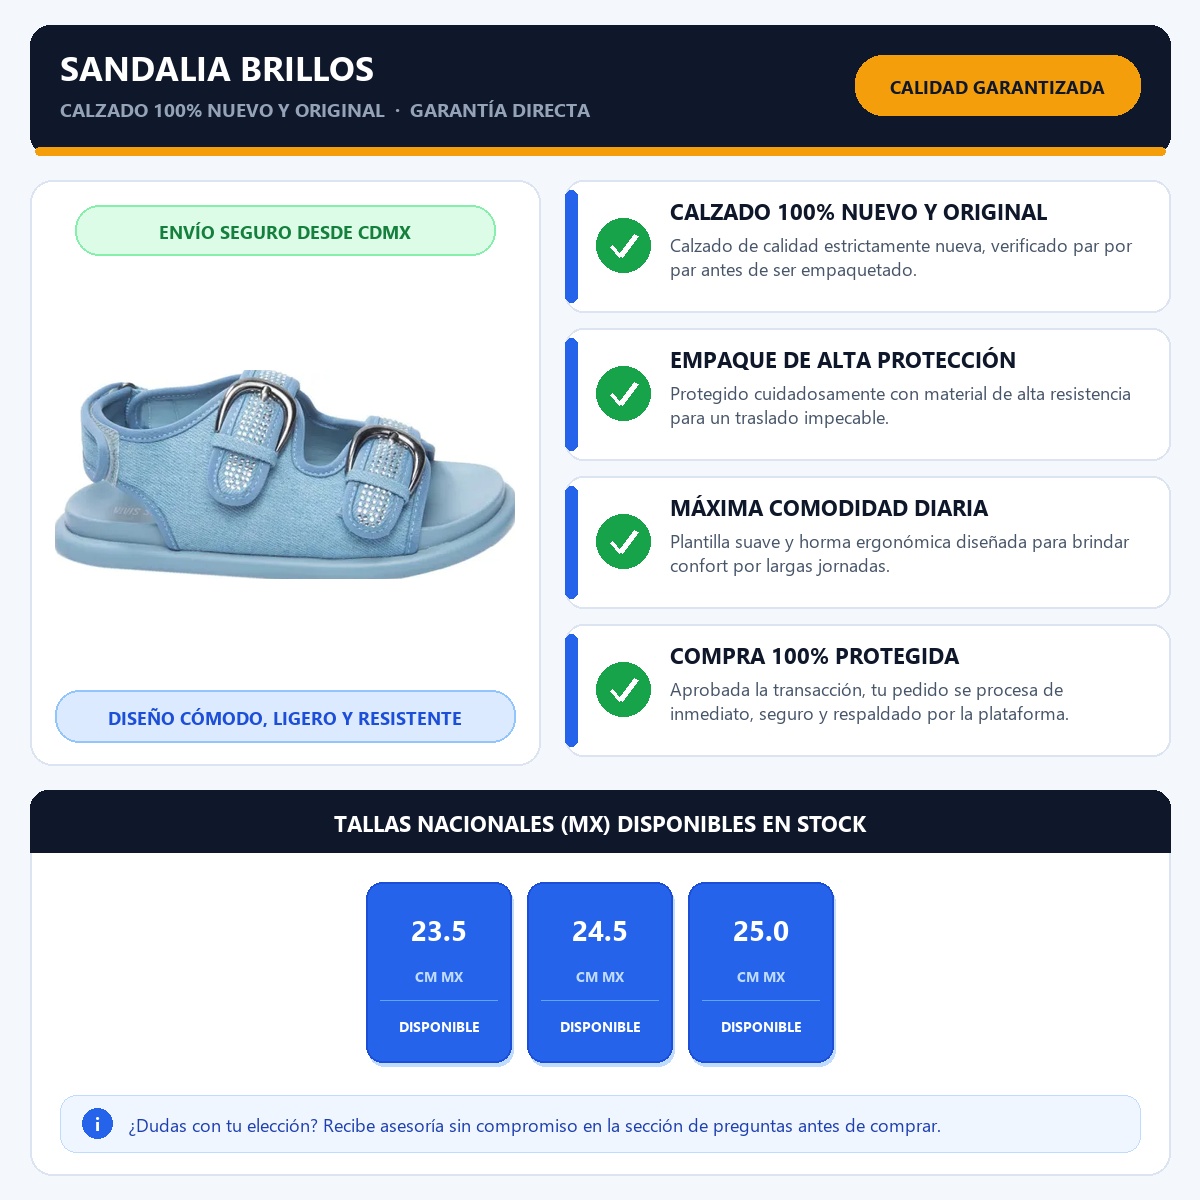 SANDALIA BRILLOS
CALZADO 100% NUEVO Y ORIGINAL · GARANTÍA DIRECTA
CALIDAD GARANTIZADA
ENVÍO SEGURO DESDE CDMX
DISEÑO CÓMODO, LIGERO Y RESISTENTE
CALZADO 100% NUEVO Y ORIGINAL
Calzado de calidad estrictamente nueva, verificado par por
par antes de ser empaquetado.
EMPAQUE DE ALTA PROTECCIÓN
Protegido cuidadosamente con material de alta resistencia
para un traslado impecable.
MÁXIMA COMODIDAD DIARIA
Plantilla suave y horma ergonómica diseñada para brindar
confort por largas jornadas.
COMPRA 100% PROTEGIDA
Aprobada la transacción, tu pedido se procesa de
inmediato, seguro y respaldado por la plataforma.
TALLAS NACIONALES (MX) DISPONIBLES EN STOCK
23.5
CM MX
DISPONIBLE
24.5
CM MX
DISPONIBLE
25.0
CM MX
DISPONIBLE
¿Dudas con tu elección? Recibe asesoría sin compromiso en la sección de preguntas antes de comprar.